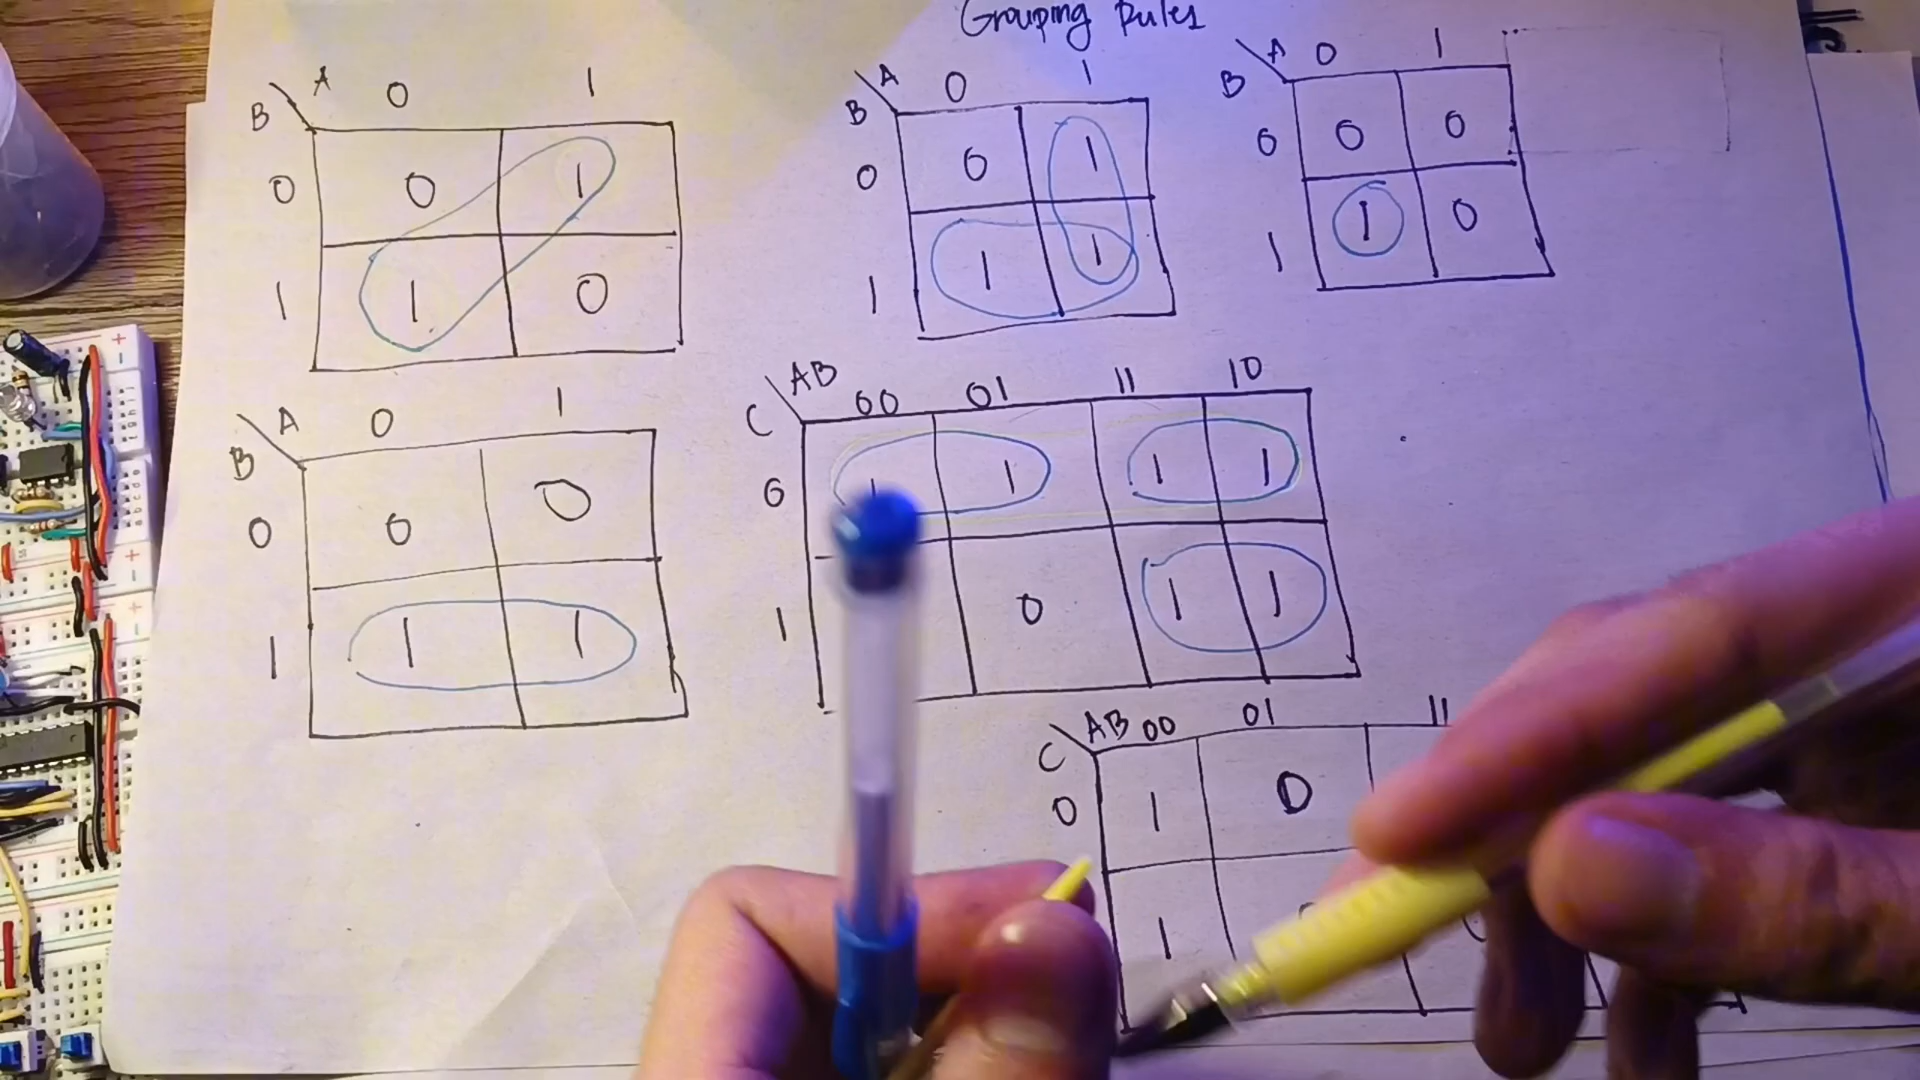 Grouping Rules
A 0 1
B
0 0 1
1 1 0
A 0 1
B
0 0 1
1 1 1
A 0 1
B
0 0 0
1 1 0
A 0 1
B
0 0 0
1 1 1
AB 00 01 11 10
C
0 1 1 1 1
1 0 1 1
AB 00 01 11
C
0 1 0
1 1